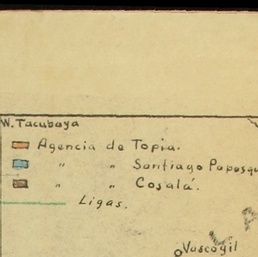 W. Tacubaya
Agencia de Topia.
" " Santiago Papasqu
" " Cosalá.
Ligas.
Vascogil